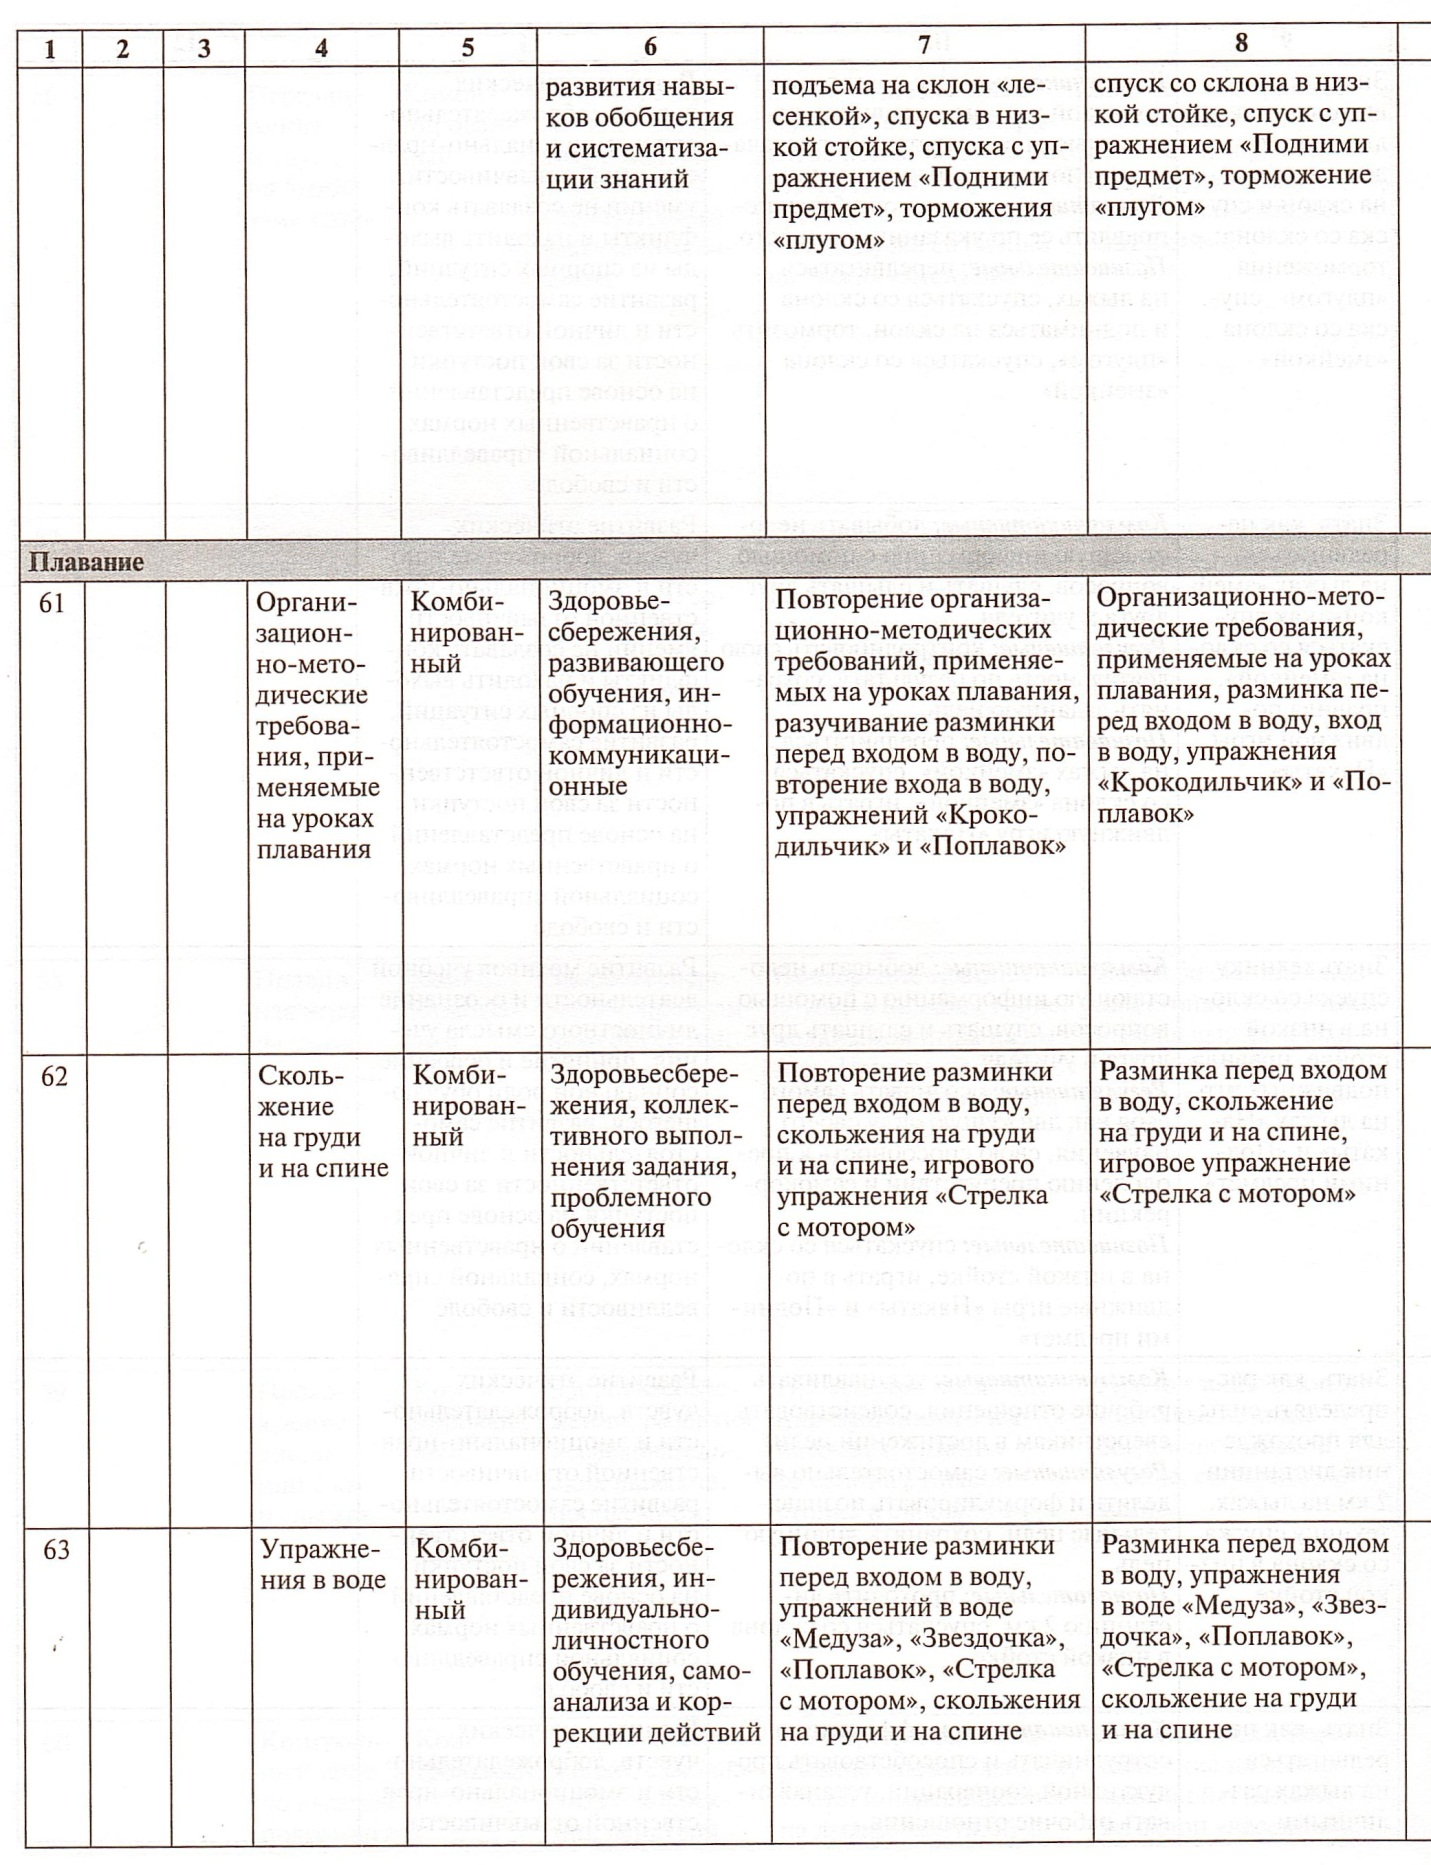 1 2 3 4 5 6 7 8
развития навы-
ков обобщения
и систематиза-
ции знаний
подъема на склон «ле-
сенкой», спуска в низ-
кой стойке, спуска с уп-
ражнением «Подними
предмет», торможения
«плугом»
спуск со склона в низ-
кой стойке, спуск с уп-
ражнением «Подними
предмет», торможение
«плугом»
Плавание
61
Органи-
зацион-
но-мето-
дические
требова-
ния, при-
меняемые
на уроках
плавания
Комби-
нирован-
ный
Здоровье-
сбережения,
развивающего
обучения, ин-
формационно-
коммуникаци-
онные
Повторение организа-
ционно-методических
требований, применяе-
мых на уроках плавания,
разучивание разминки
перед входом в воду, по-
вторение входа в воду,
упражнений «Кроко-
дильчик» и «Поплавок»
Организационно-мето-
дические требования,
применяемые на уроках
плавания, разминка пе-
ред входом в воду, вход
в воду, упражнения
«Крокодильчик» и «По-
плавок»
62
Сколь-
жение
на груди
и на спине
Комби-
нирован-
ный
Здоровьесбере-
жения, коллек-
тивного выпол-
нения задания,
проблемного
обучения
Повторение разминки
перед входом в воду,
скольжения на груди
и на спине, игрового
упражнения «Стрелка
с мотором»
Разминка перед входом
в воду, скольжение
на груди и на спине,
игровое упражнение
«Стрелка с мотором»
63
Упражне-
ния в воде
Комби-
нирован-
ный
Здоровьесбе-
режения, ин-
дивидуально-
личностного
обучения, само-
анализа и кор-
рекции действий
Повторение разминки
перед входом в воду,
упражнений в воде
«Медуза», «Звездочка»,
«Поплавок», «Стрелка
с мотором», скольжения
на груди и на спине
Разминка перед входом
в воду, упражнения
в воде «Медуза», «Звез-
дочка», «Поплавок»,
«Стрелка с мотором»,
скольжение на груди
и на спине